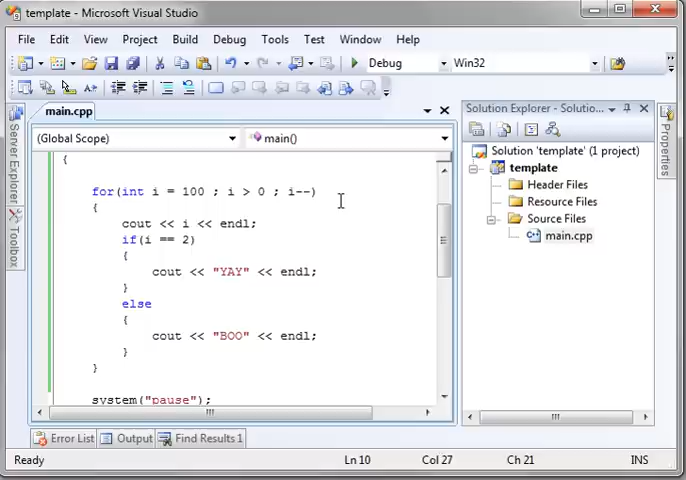 template - Microsoft Visual Studio
File Edit View Project Build Debug Tools Test Window Help
Debug Win32
main.cpp
(Global Scope) main()
{
for(int i = 100 ; i > 0 ; i--)
{
cout << i << endl;
if(i == 2)
{
cout << "YAY" << endl;
}
else
{
cout << "BOO" << endl;
}
}
system("pause");
Server Explorer
Toolbox
Solution Explorer - Solutio...
Solution 'template' (1 project)
template
Header Files
Resource Files
Source Files
main.cpp
Properties
Error List Output Find Results 1
Ready Ln 10 Col 27 Ch 21 INS